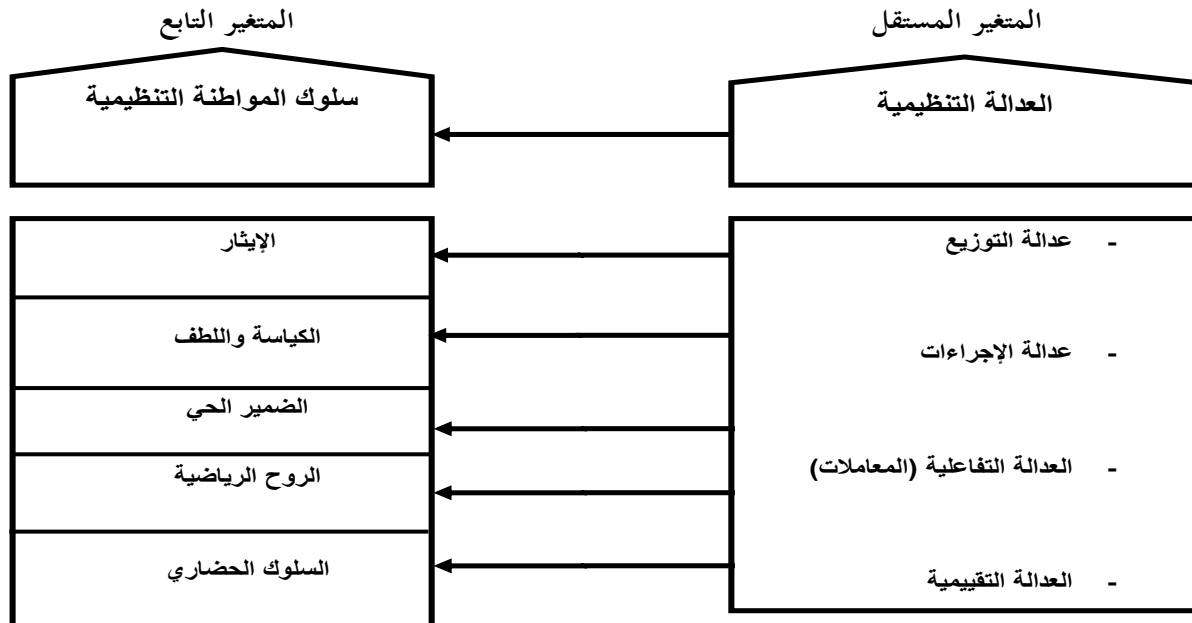 المتغير المستقل
المتغير التابع
العدالة التنظيمية
سلوك المواطنة التنظيمية
- عدالة التوزيع
- عدالة الإجراءات
- العدالة التفاعلية (المعاملات)
- العدالة التقييمية
الإيثار
الكياسة واللطف
الضمير الحي
الروح الرياضية
السلوك الحضاري